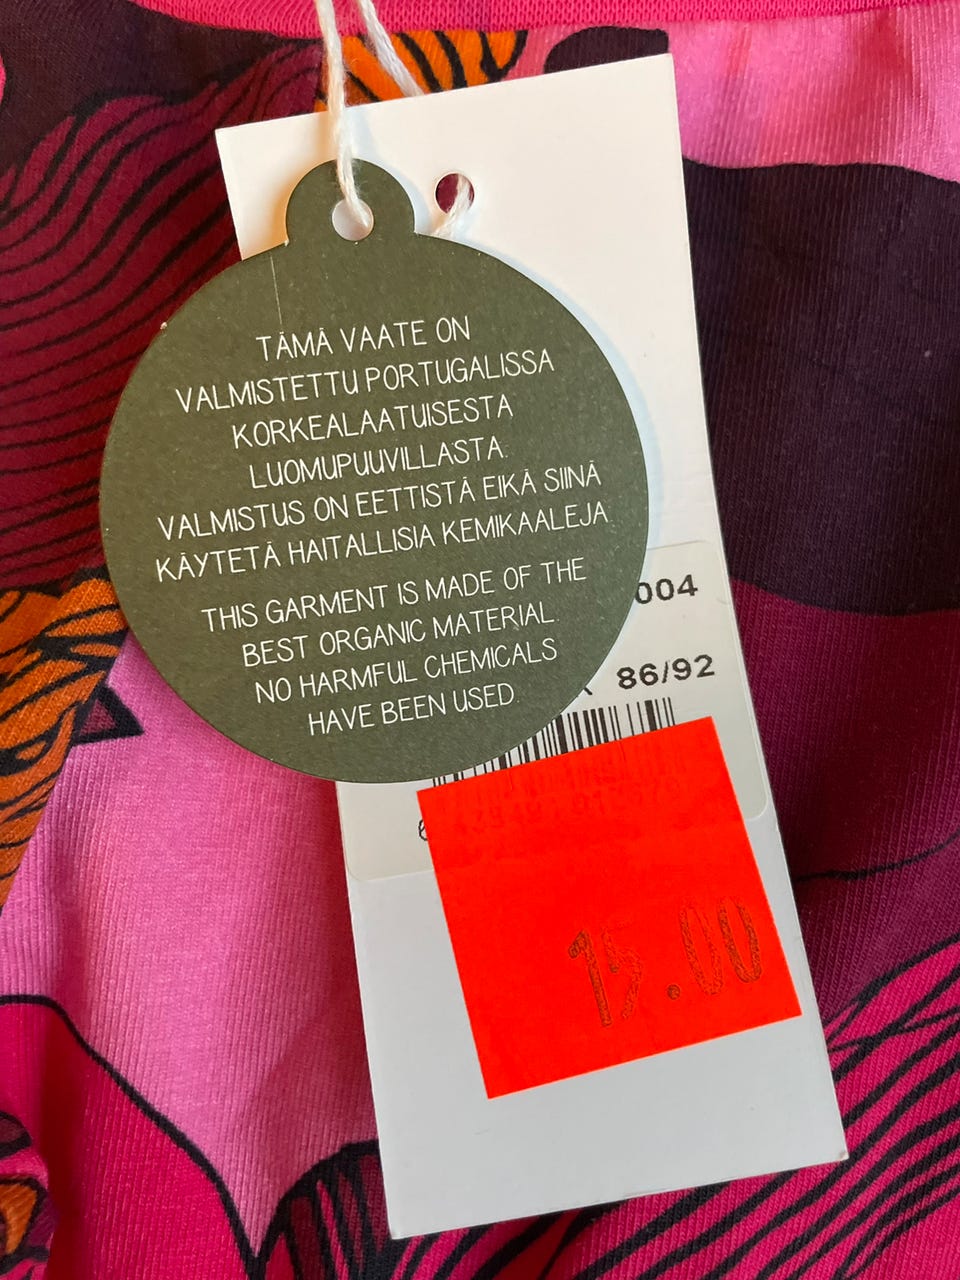 TÄMÄ VAATE ON
VALMISTETTU PORTUGALISSA
KORKEALAATUISESTA
LUOMUPUUVILLASTA.
VALMISTUS ON EETTISTÄ EIKÄ SIINÄ
KÄYTETÄ HAITALLISIA KEMIKAALEJA.
THIS GARMENT IS MADE OF THE
BEST ORGANIC MATERIAL.
NO HARMFUL CHEMICALS
HAVE BEEN USED.
004
86/92
15.00